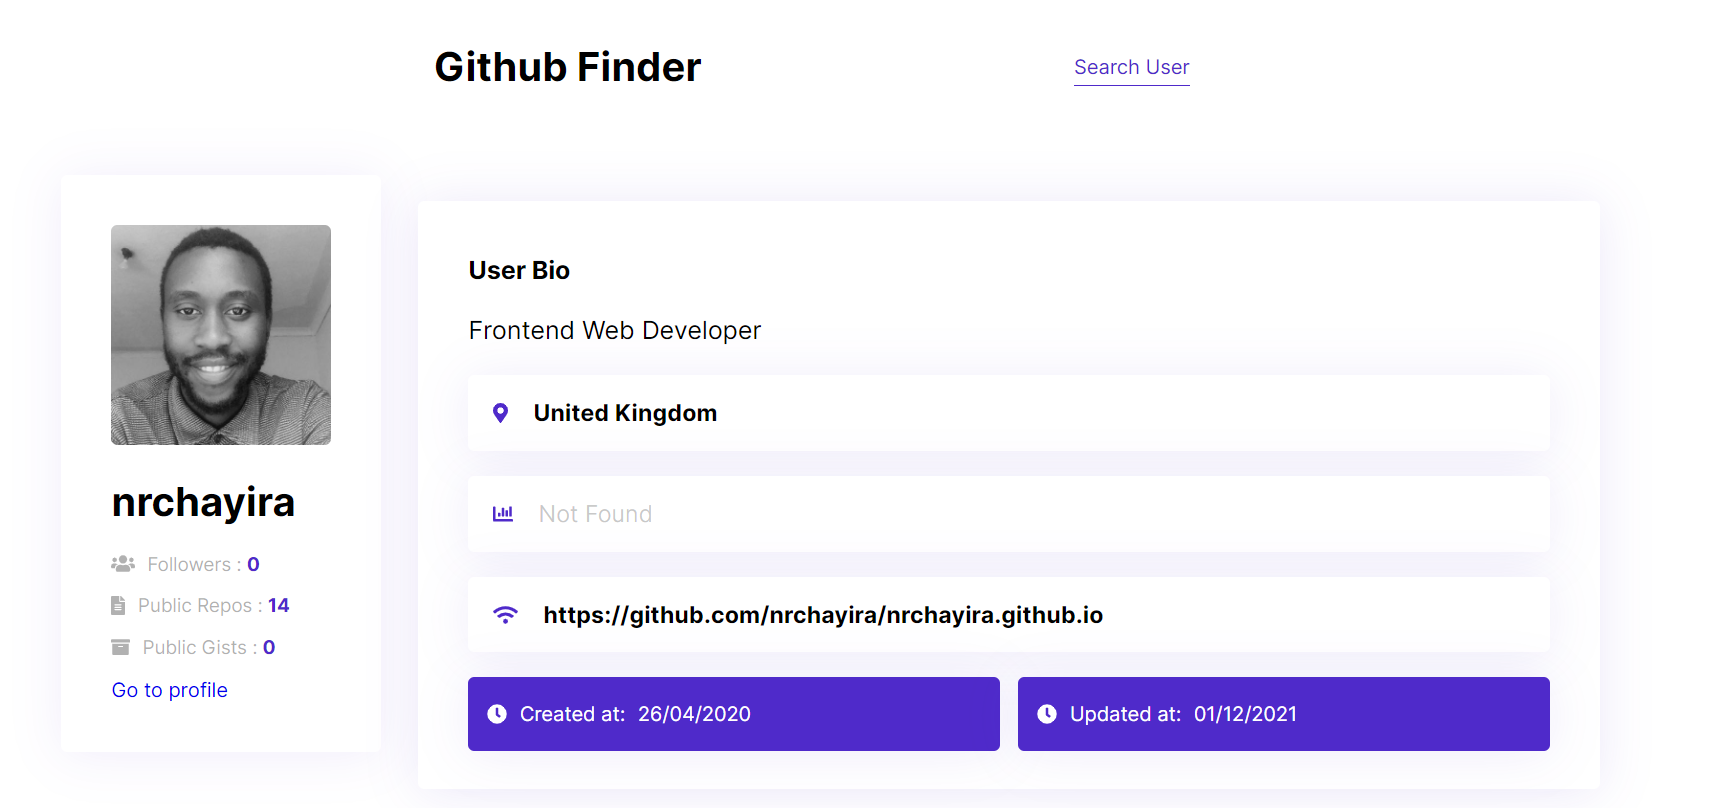 Github Finder
Search User
nrchayira
Followers : 0
Public Repos : 14
Public Gists : 0
Go to profile
User Bio
Frontend Web Developer
United Kingdom
Not Found
https://github.com/nrchayira/nrchayira.github.io
Created at: 26/04/2020
Updated at: 01/12/2021